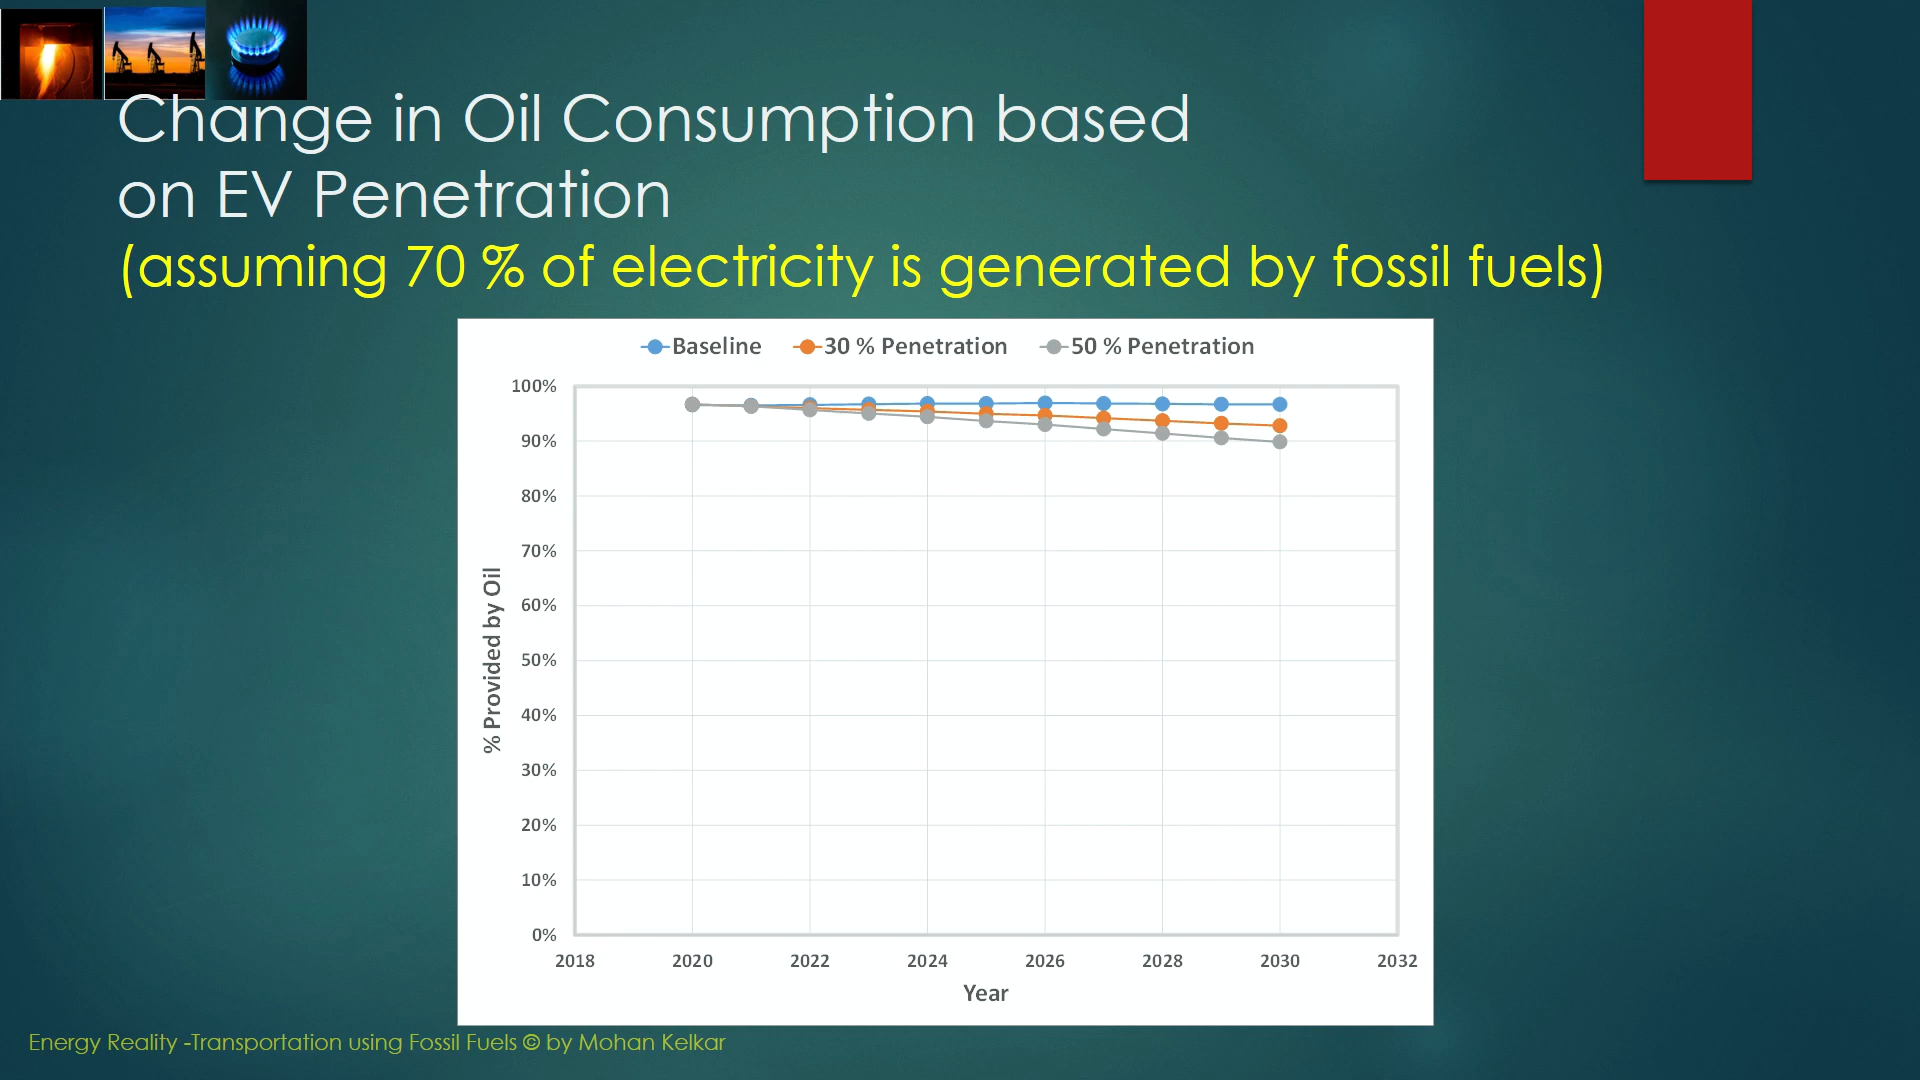 Change in Oil Consumption based
on EV Penetration
(assuming 70 % of electricity is generated by fossil fuels)
Baseline 30 % Penetration 50 % Penetration
100%
90%
80%
70%
60%
50%
40%
30%
20%
10%
0%
% Provided by Oil
2018 2020 2022 2024 2026 2028 2030 2032
Year
Energy Reality -Transportation using Fossil Fuels © by Mohan Kelkar